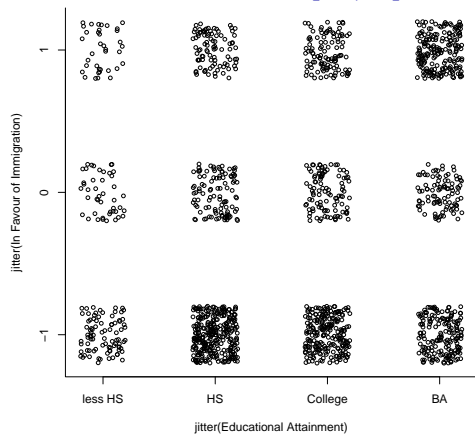 jitter(In Favour of Immigration)
1
0
−1
less HS
HS
College
BA
jitter(Educational Attainment)